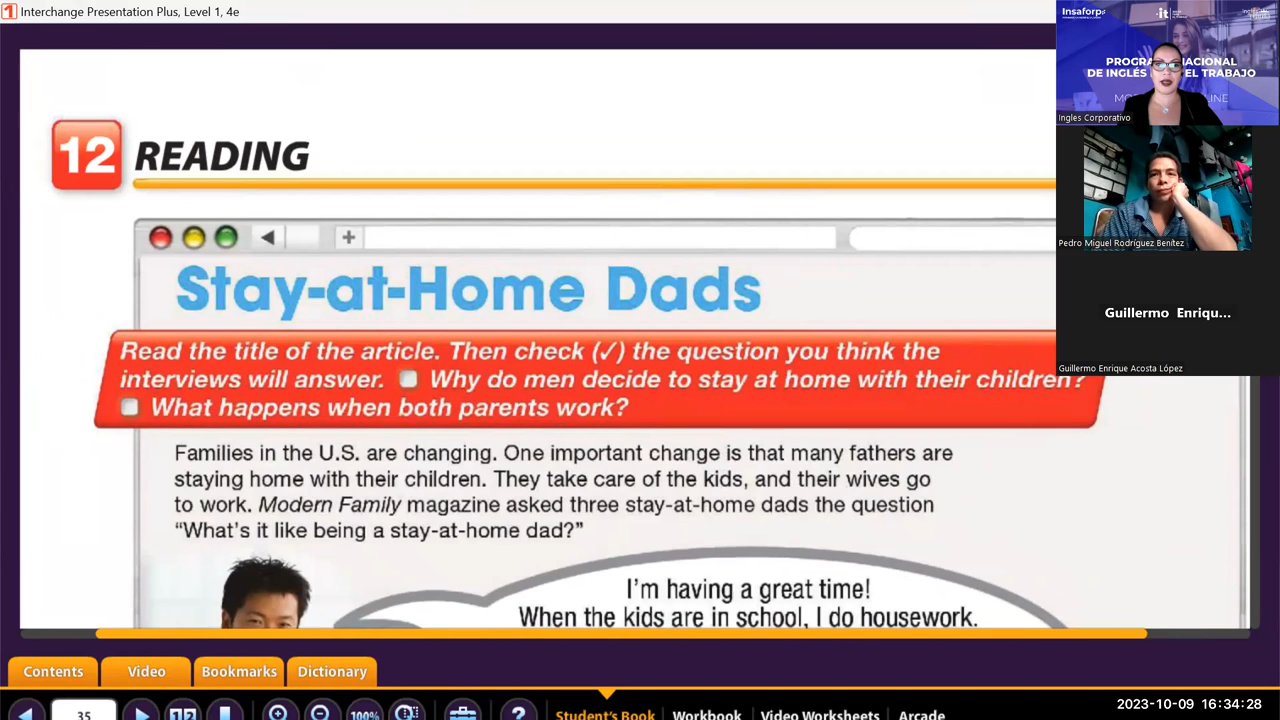 Interchange Presentation Plus, Level 1, 4e
12 READING
Stay-at-Home Dads
Read the title of the article. Then check (✓) the question you think the
interviews will answer. Why do men decide to stay at home with their children?
What happens when both parents work?
Families in the U.S. are changing. One important change is that many fathers are
staying home with their children. They take care of the kids, and their wives go
to work. Modern Family magazine asked three stay-at-home dads the question
“What’s it like being a stay-at-home dad?”
I’m having a great time!
When the kids are in school, I do housework.
Insaforp
Ingles Corporativo
Pedro Miguel Rodríguez Benítez
Guillermo Enriqu...
Guillermo Enrique Acosta López
Contents
Video
Bookmarks
Dictionary
35
100%
?
Student's Book
Workbook
Video Worksheets
Arcade
2023-10-09 16:34:28